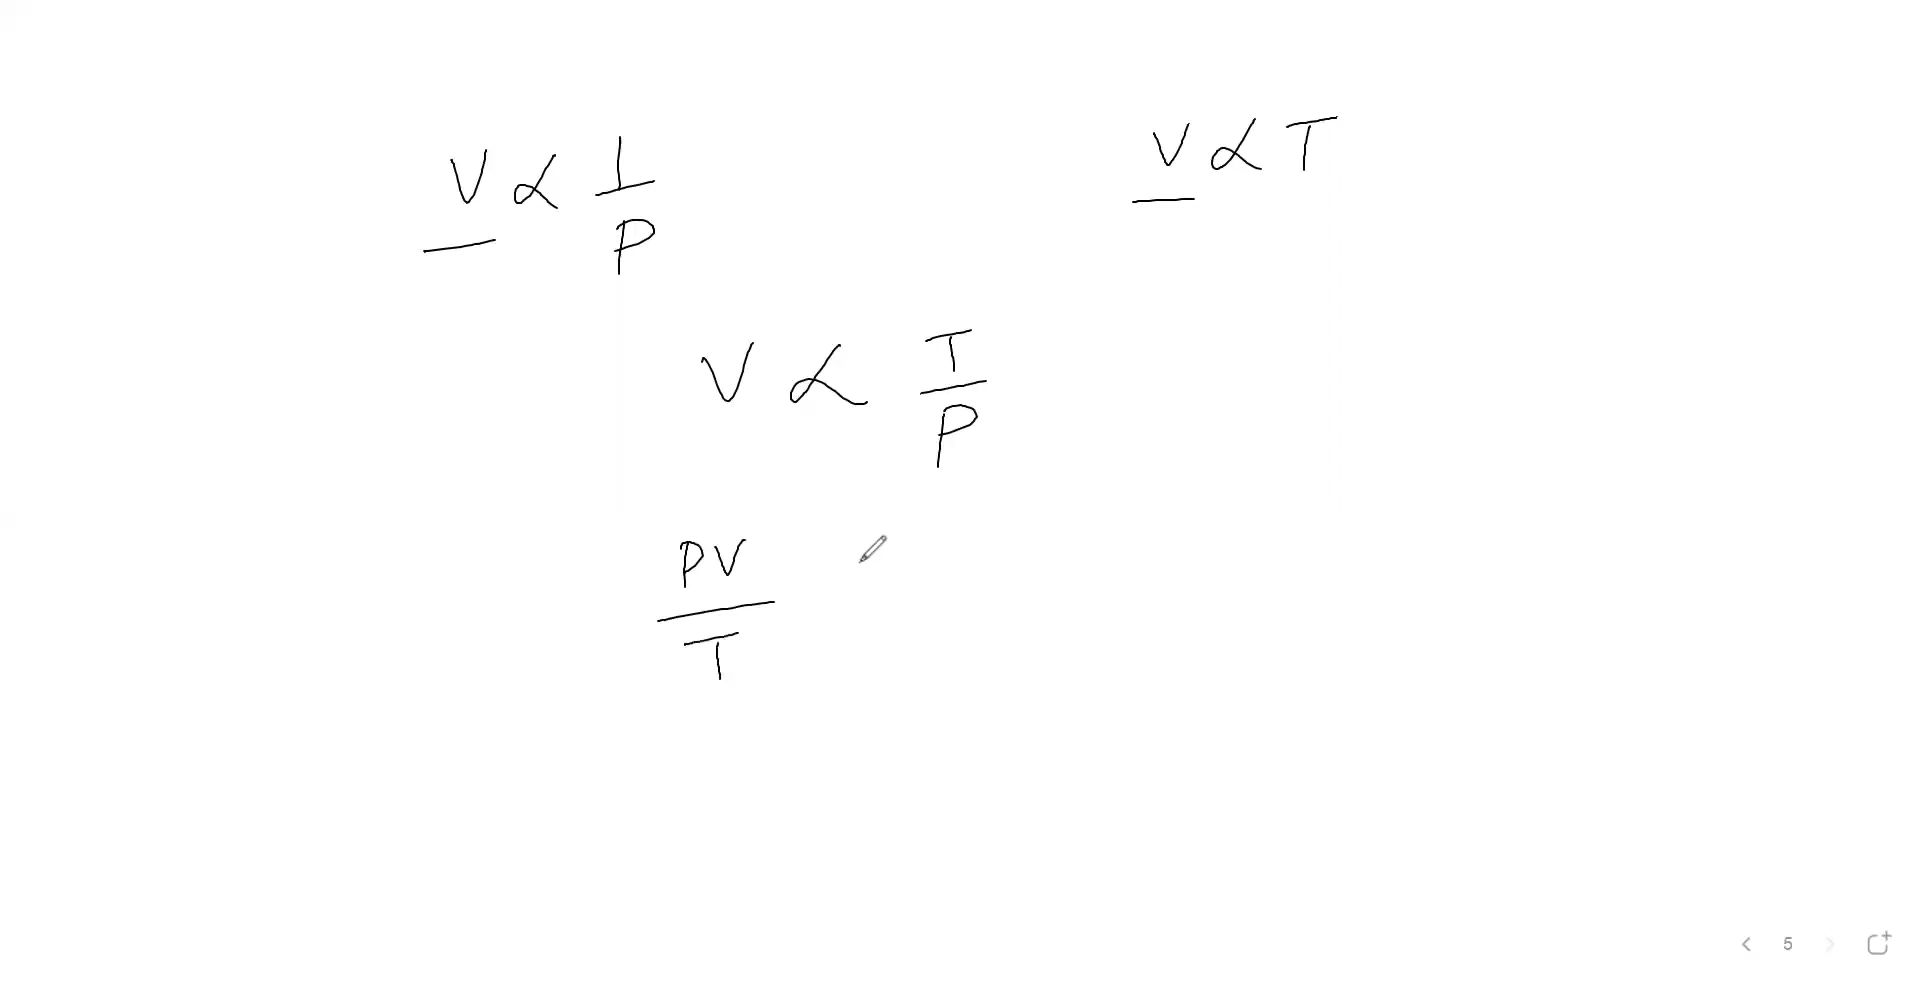 V ∝ 1/P
V ∝ T
V ∝ T/P
PV/T
5